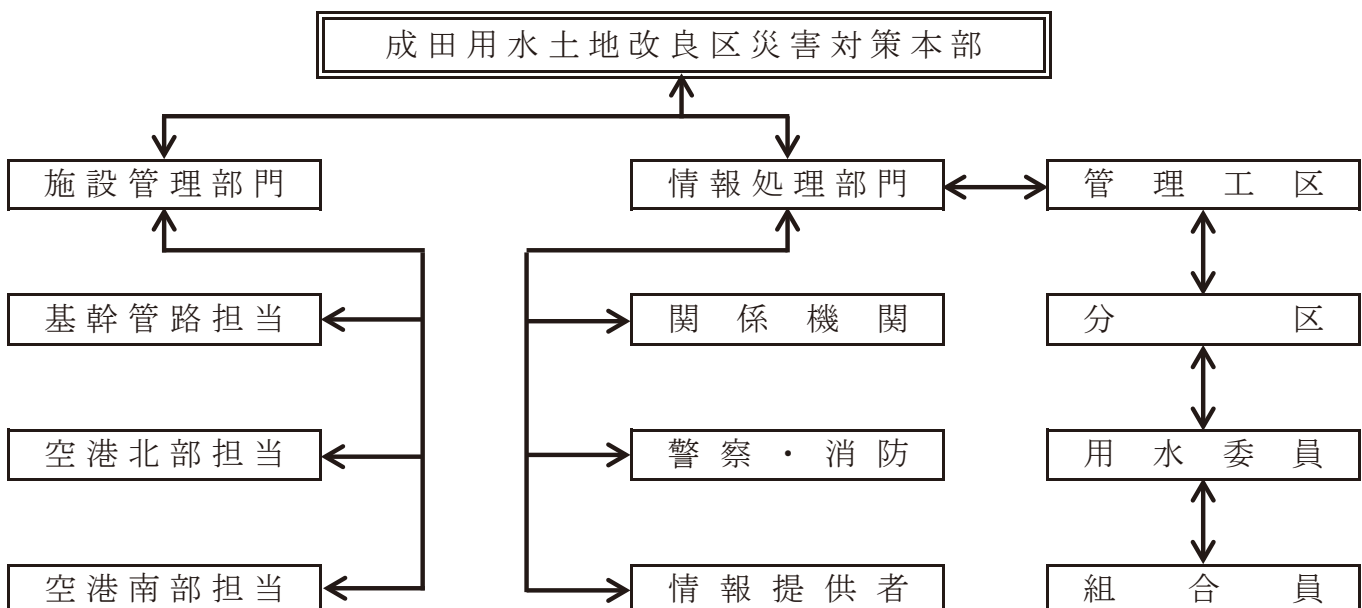 成田用水土地改良区災害対策本部
施設管理部門
情報処理部門
管理工区
基幹管路担当
関係機関
分区
空港北部担当
警察・消防
用水委員
空港南部担当
情報提供者
組合員